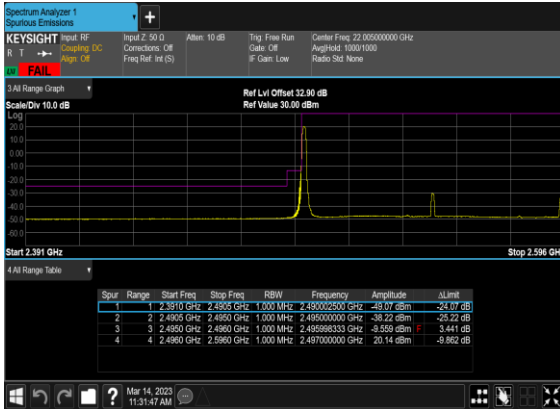 Spectrum Analyzer 1
Spurious Emissions
KEYSIGHT
R T
FAIL
Input: RF
Coupling: DC
Align: Off
Input Z: 50 Ω
Corrections: Off
Freq Ref: Int (S)
Atten: 10 dB
Trig: Free Run
Gate: Off
IF Gain: Low
Center Freq: 22.005000000 GHz
Avg|Hold: 1000/1000
Radio Std: None
3 All Range Graph
Scale/Div 10.0 dB
Ref Lvl Offset 32.90 dB
Ref Value 30.00 dBm
Log
20.0
10.0
0.00
-10.0
-20.0
-30.0
-40.0
-50.0
-60.0
Start 2.391 GHz
Stop 2.596 GH
4 All Range Table
Spur Range Start Freq Stop Freq RBW Frequency Amplitude ΔLimit
1 1 2.3910 GHz 2.4905 GHz 1.000 MHz 2.490002500 GHz -49.07 dBm -24.07 dB
2 2 2.4905 GHz 2.4950 GHz 1.000 MHz 2.495000000 GHz -38.22 dBm -25.22 dB
3 3 2.4950 GHz 2.4960 GHz 1.000 MHz 2.495998333 GHz -9.559 dBm F 3.441 dB
4 4 2.4960 GHz 2.5960 GHz 1.000 MHz 2.497000000 GHz 20.14 dBm -9.862 dB
Mar 14, 2023
11:31:47 AM